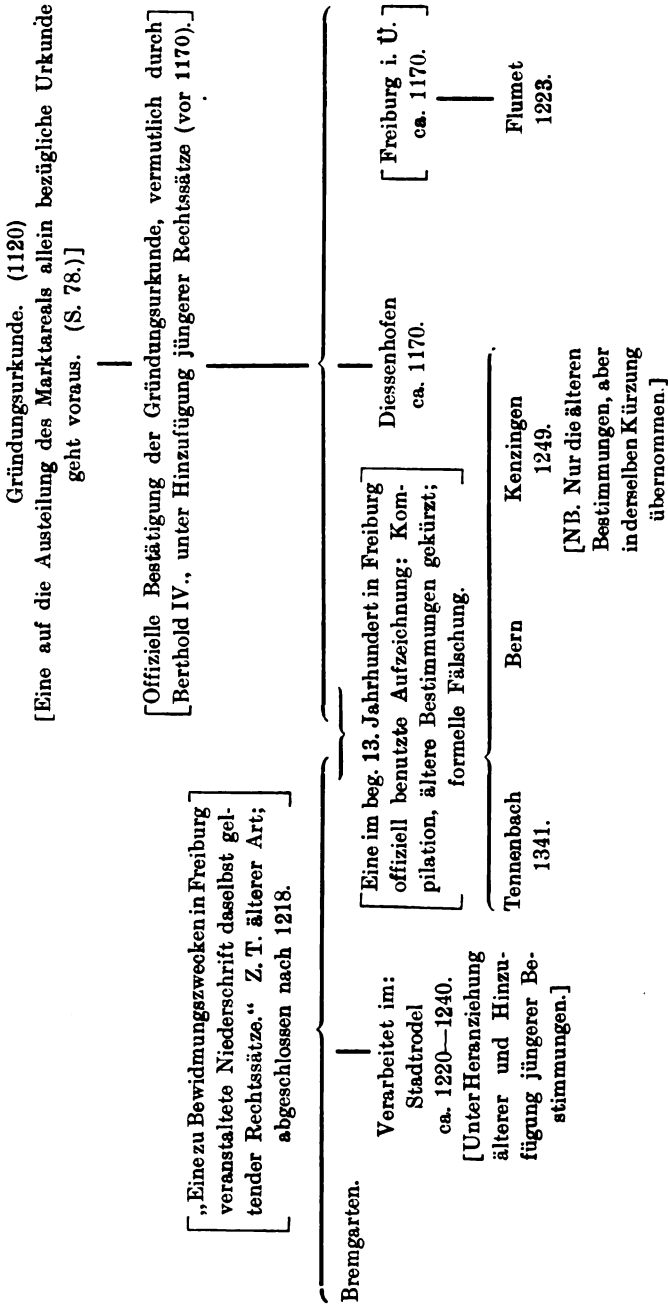 Gründungsurkunde. (1120)
[Eine auf die Austeilung des Marktareals allein bezügliche Urkunde
geht voraus. (S. 78.)]
[Offizielle Bestätigung der Gründungsurkunde, vermutlich durch
Berthold IV., unter Hinzufügung jüngerer Rechtssätze (vor 1170).]
[„Eine zu Bewidmungszwecken in Freiburg
veranstaltete Niederschrift daselbst gel-
tender Rechtssätze.“ Z. T. älterer Art;
abgeschlossen nach 1218.]
Bremgarten.
Verarbeitet im:
Stadtrodel
ca. 1220—1240.
[Unter Heranziehung
älterer und Hinzu-
fügung jüngerer Be-
stimmungen.]
[Eine im beg. 13. Jahrhundert in Freiburg
offiziell benutzte Aufzeichnung: Kom-
pilation, ältere Bestimmungen gekürzt;
formelle Fälschung.]
Tennenbach
1341.
Bern
Kenzingen
1249.
[NB. Nur die älteren
Bestimmungen, aber
in derselben Kürzung
übernommen.]
Diessenhofen
ca. 1170.
[Freiburg i. Ü.
ca. 1170.]
Flumet
1223.